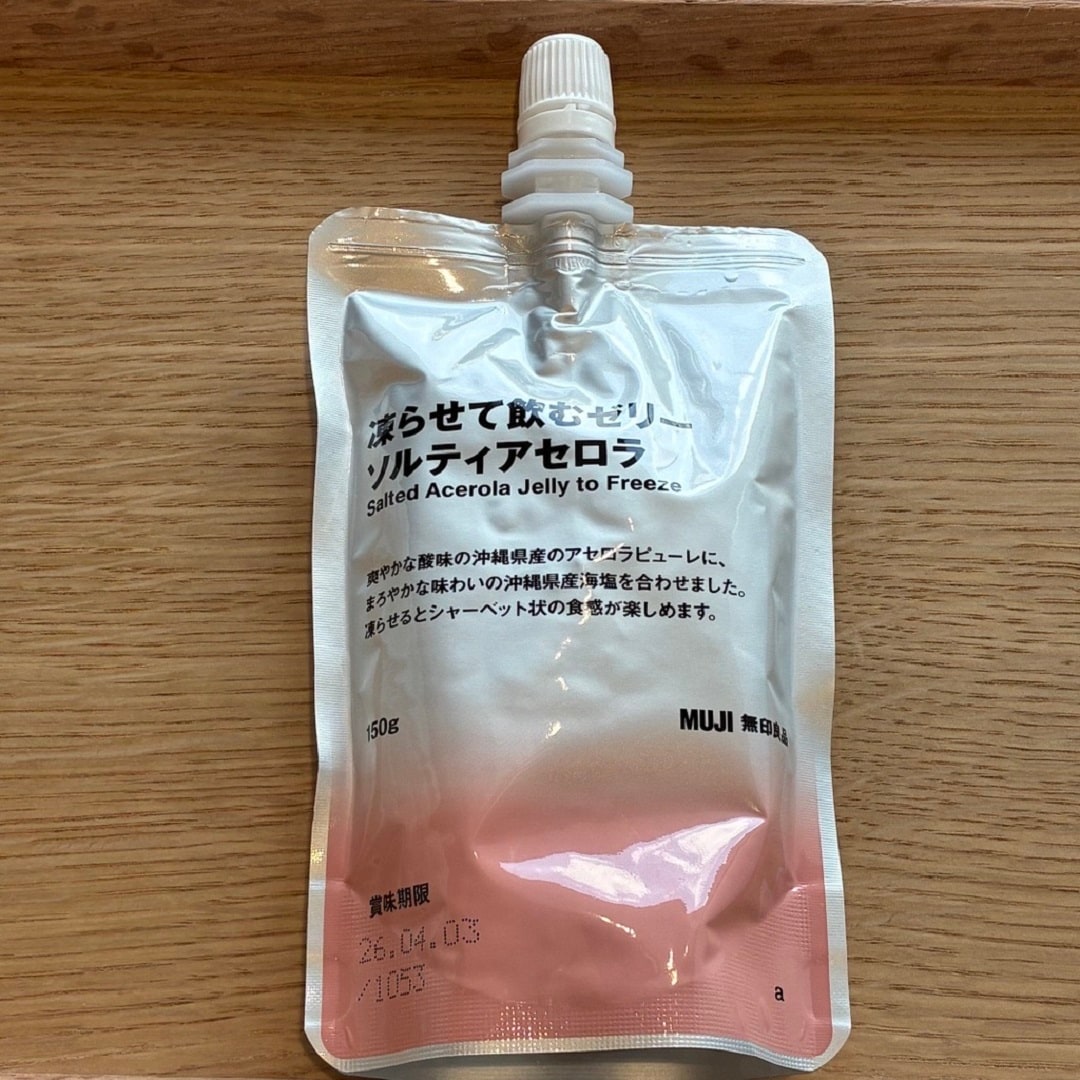 凍らせて飲むゼリー
ソルティアセロラ
Salted Acerola Jelly to Freeze
爽やかな酸味の沖縄県産のアセロラピューレに、
まろやかな味わいの沖縄県産海塩を合わせました。
凍らせるとシャーベット状の食感が楽しめます。
150g
MUJI 無印良品
賞味期限
26.04.03
/1053
a